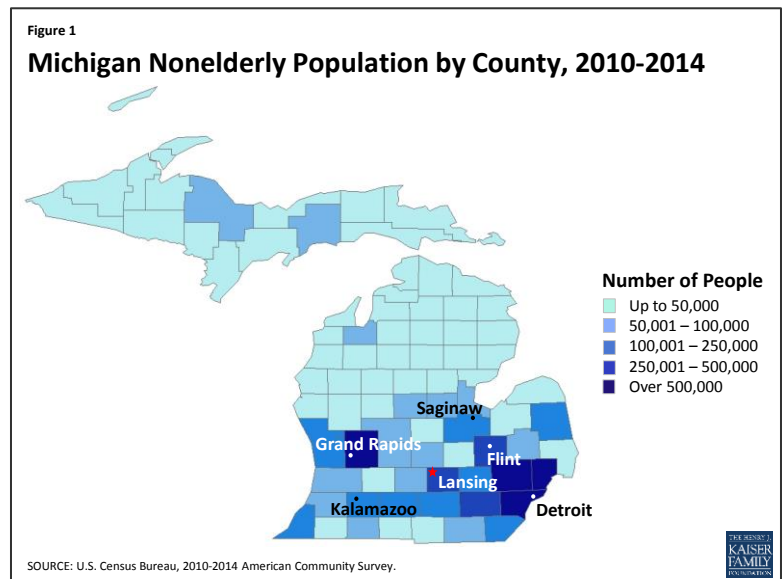 Figure 1
Michigan Nonelderly Population by County, 2010-2014
Number of People
Up to 50,000
50,001 – 100,000
100,001 – 250,000
250,001 – 500,000
Over 500,000
Saginaw
Grand Rapids
Flint
Lansing
Kalamazoo
Detroit
SOURCE: U.S. Census Bureau, 2010-2014 American Community Survey.
THE HENRY J.
KAISER
FAMILY
FOUNDATION